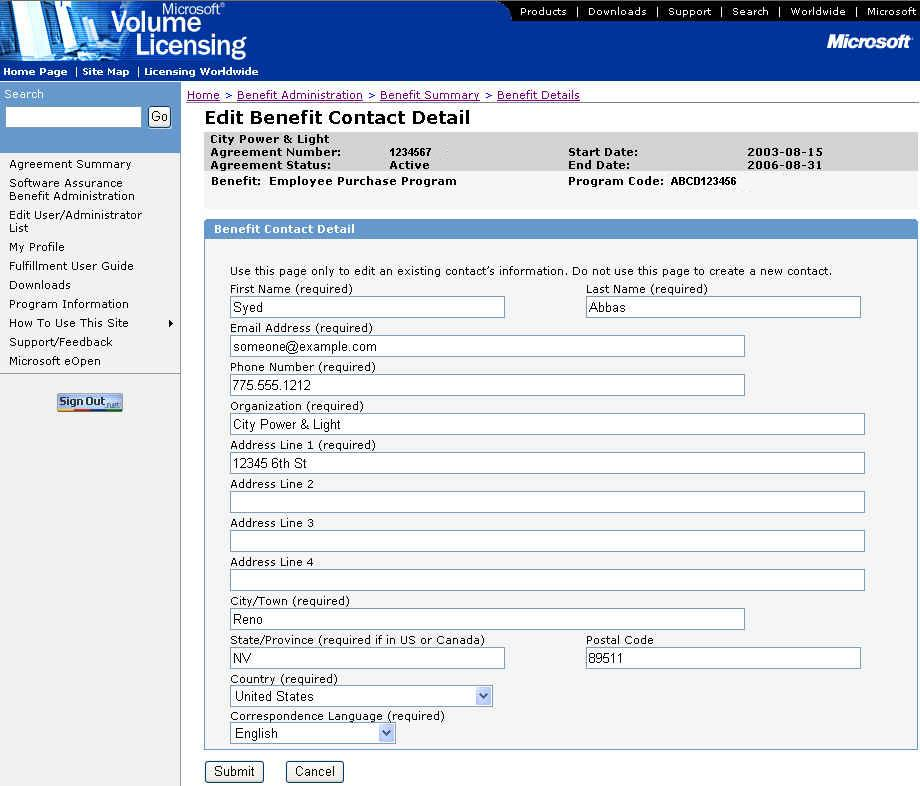 Microsoft®
Volume
Licensing
Products | Downloads | Support | Search | Worldwide | Microsoft
Microsoft
Home Page | Site Map | Licensing Worldwide
Search
Go
Agreement Summary
Software Assurance
Benefit Administration
Edit User/Administrator
List
My Profile
Fulfillment User Guide
Downloads
Program Information
How To Use This Site
Support/Feedback
Microsoft eOpen
Sign Out .net
Home > Benefit Administration > Benefit Summary > Benefit Details
Edit Benefit Contact Detail
City Power & Light
Agreement Number: 1234567 Start Date: 2003-08-15
Agreement Status: Active End Date: 2006-08-31
Benefit: Employee Purchase Program Program Code: ABCD123456
Benefit Contact Detail
Use this page only to edit an existing contact's information. Do not use this page to create a new contact.
First Name (required) Last Name (required)
Syed Abbas
Email Address (required)
someone@example.com
Phone Number (required)
775.555.1212
Organization (required)
City Power & Light
Address Line 1 (required)
12345 6th St
Address Line 2
Address Line 3
Address Line 4
City/Town (required)
Reno
State/Province (required if in US or Canada) Postal Code
NV 89511
Country (required)
United States
Correspondence Language (required)
English
Submit Cancel